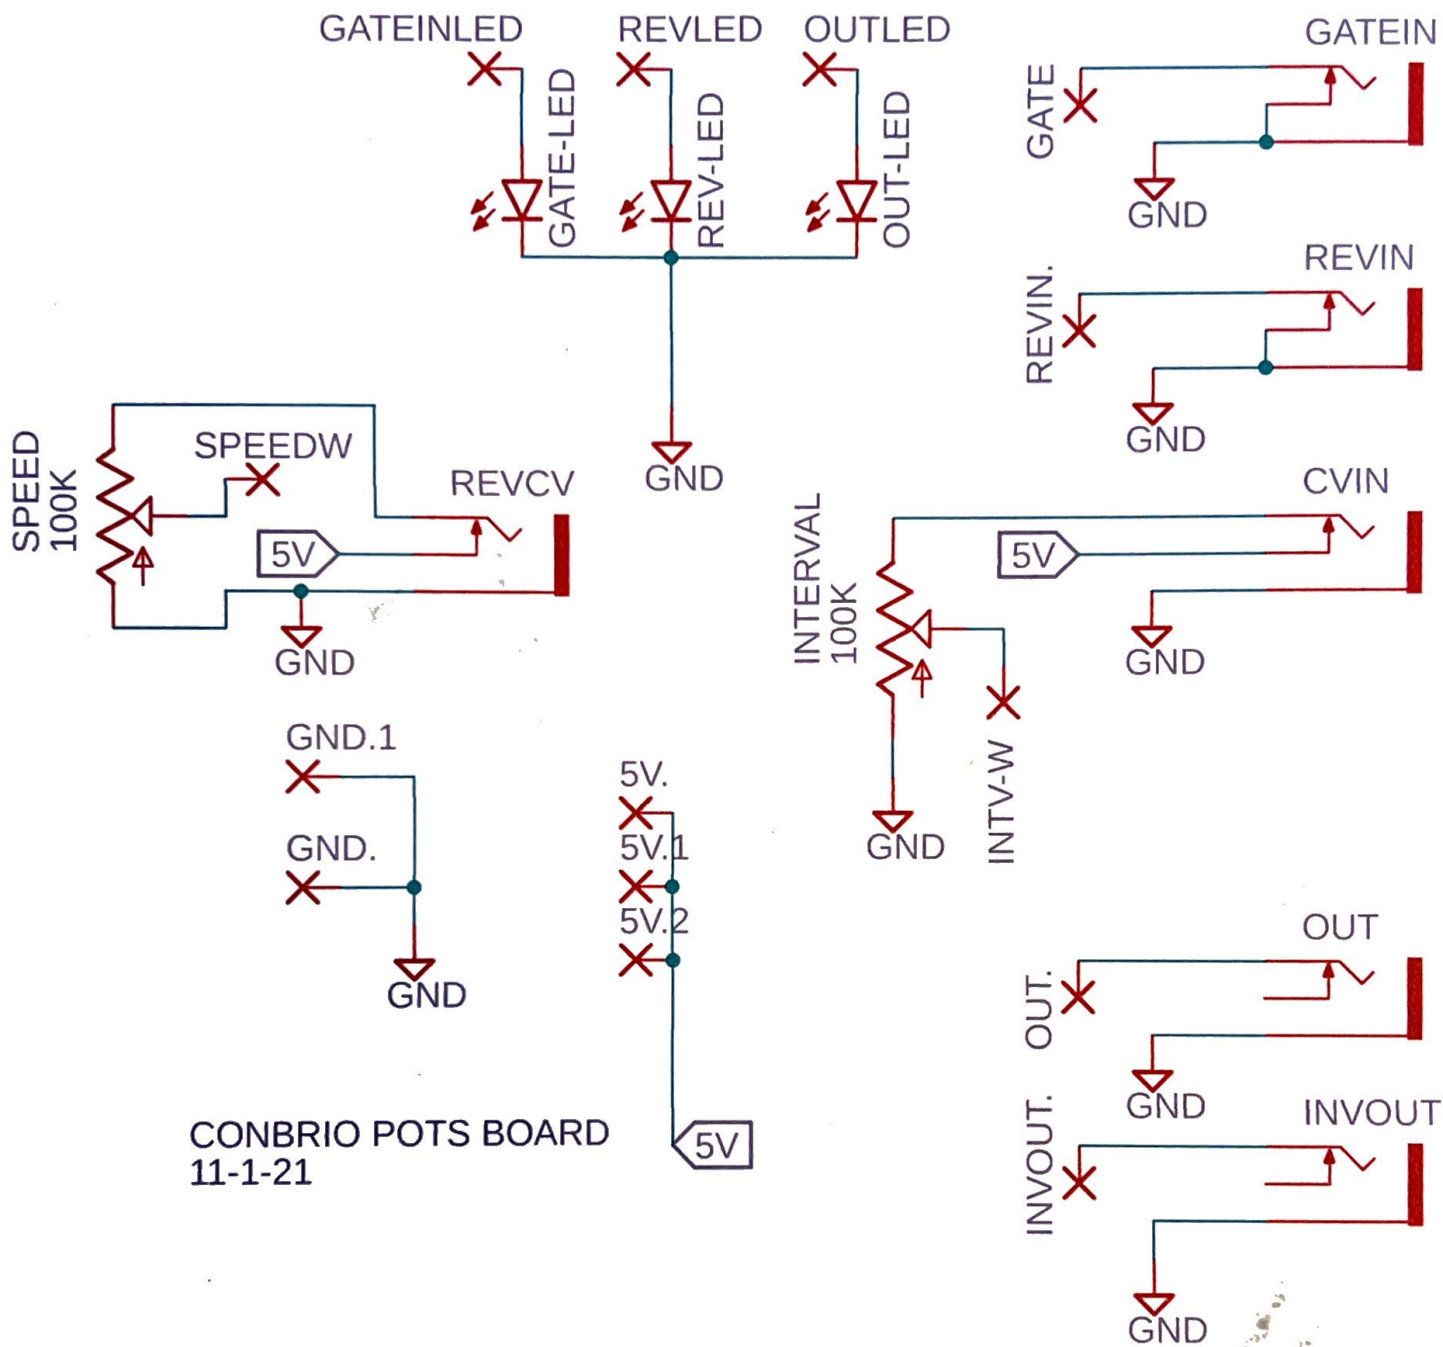 GATEINLED
REVLED
OUTLED
GATEIN
GATE
GATE-LED
REV-LED
OUT-LED
GND
REVIN
REVIN.
GND
GND
SPEED
100K
SPEEDW
REVCV
5V
GND
CVIN
INTERVAL
100K
5V
GND
INTV-W
GND
GND.1
GND.
GND
5V.
5V.1
5V.2
5V
OUT
OUT.
GND
INVOUT
INVOUT.
GND
CONBRIO POTS BOARD
11-1-21